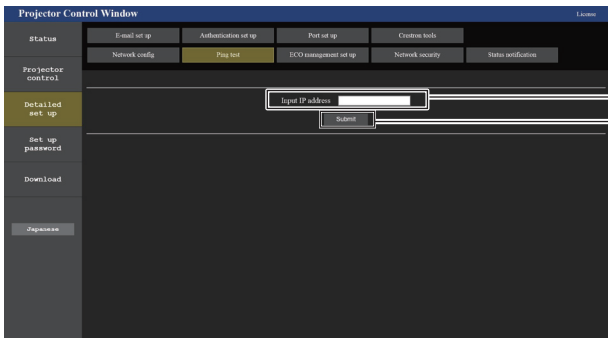 Projector Control Window
License
Status
E-mail set up
Authentication set up
Port set up
Crestron tools
Network config
Ping test
ECO management set up
Network security
Status notification
Projector
control
Detailed
set up
Set up
password
Download
Japanese
Input IP address
Submit